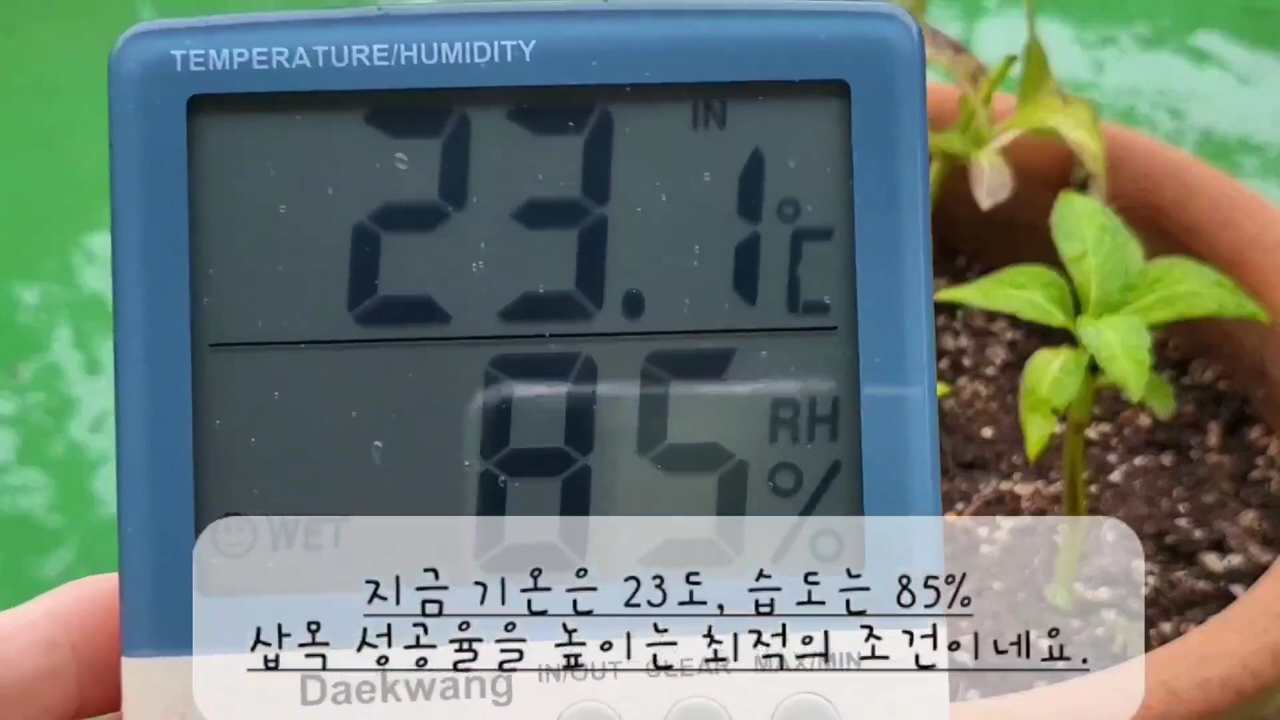 TEMPERATURE/HUMIDITY
IN
23.1°C
85 RH %
WET
지금 기온은 23도, 습도는 85%
삽목 성공율을 높이는 최적의 조건이네요.
IN/OUT CLEAR MAX/MIN
Daekwang